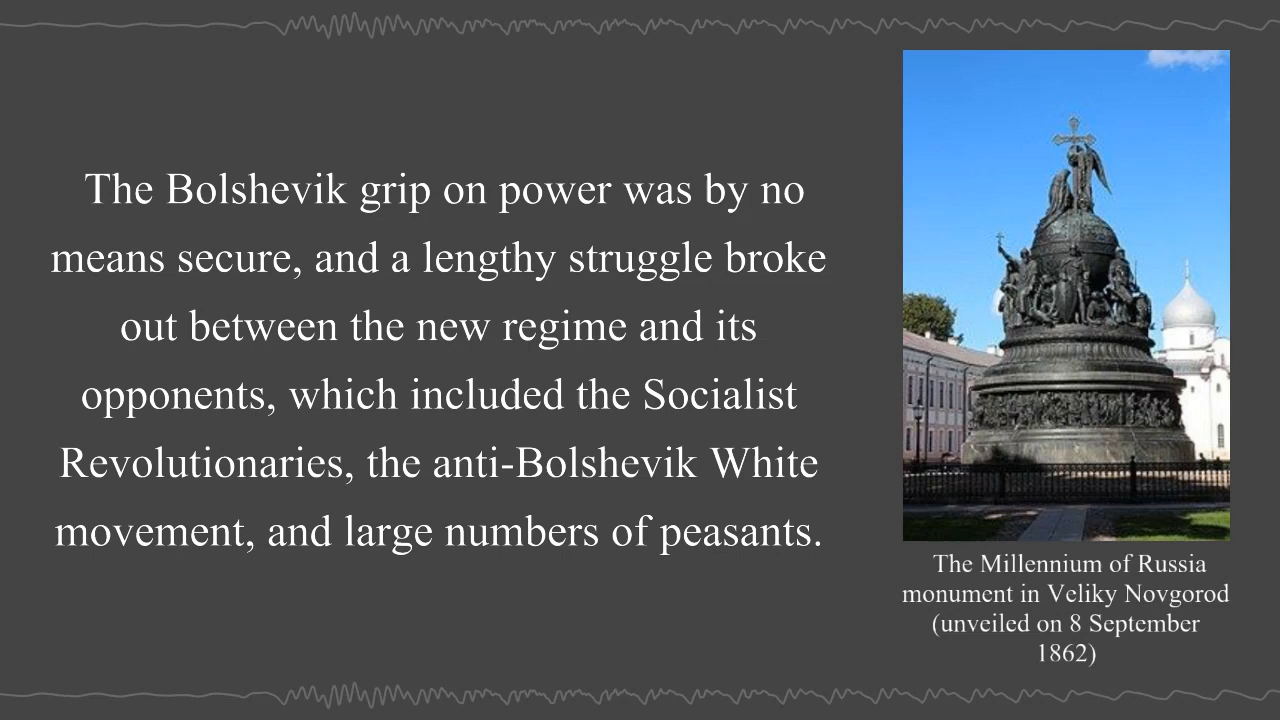 The Bolshevik grip on power was by no
means secure, and a lengthy struggle broke
out between the new regime and its
opponents, which included the Socialist
Revolutionaries, the anti-Bolshevik White
movement, and large numbers of peasants.
The Millennium of Russia
monument in Veliky Novgorod
(unveiled on 8 September
1862)